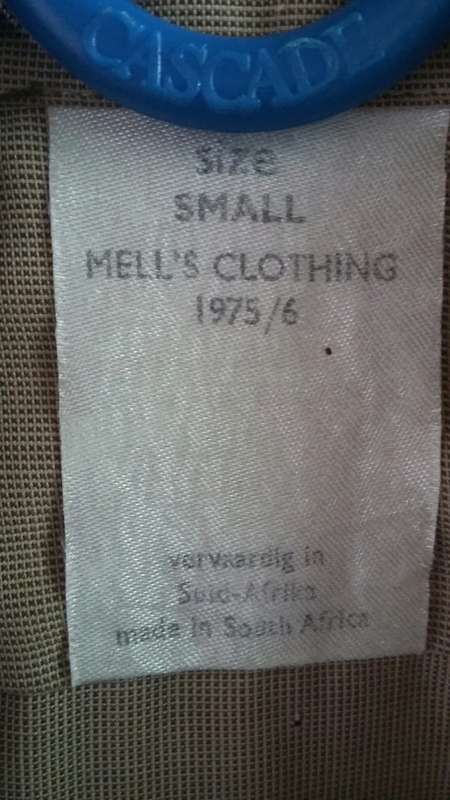 CASCADE
size
SMALL
MELL'S CLOTHING
1975/6
vervaardig in
Suid-Afrika
made in South Africa